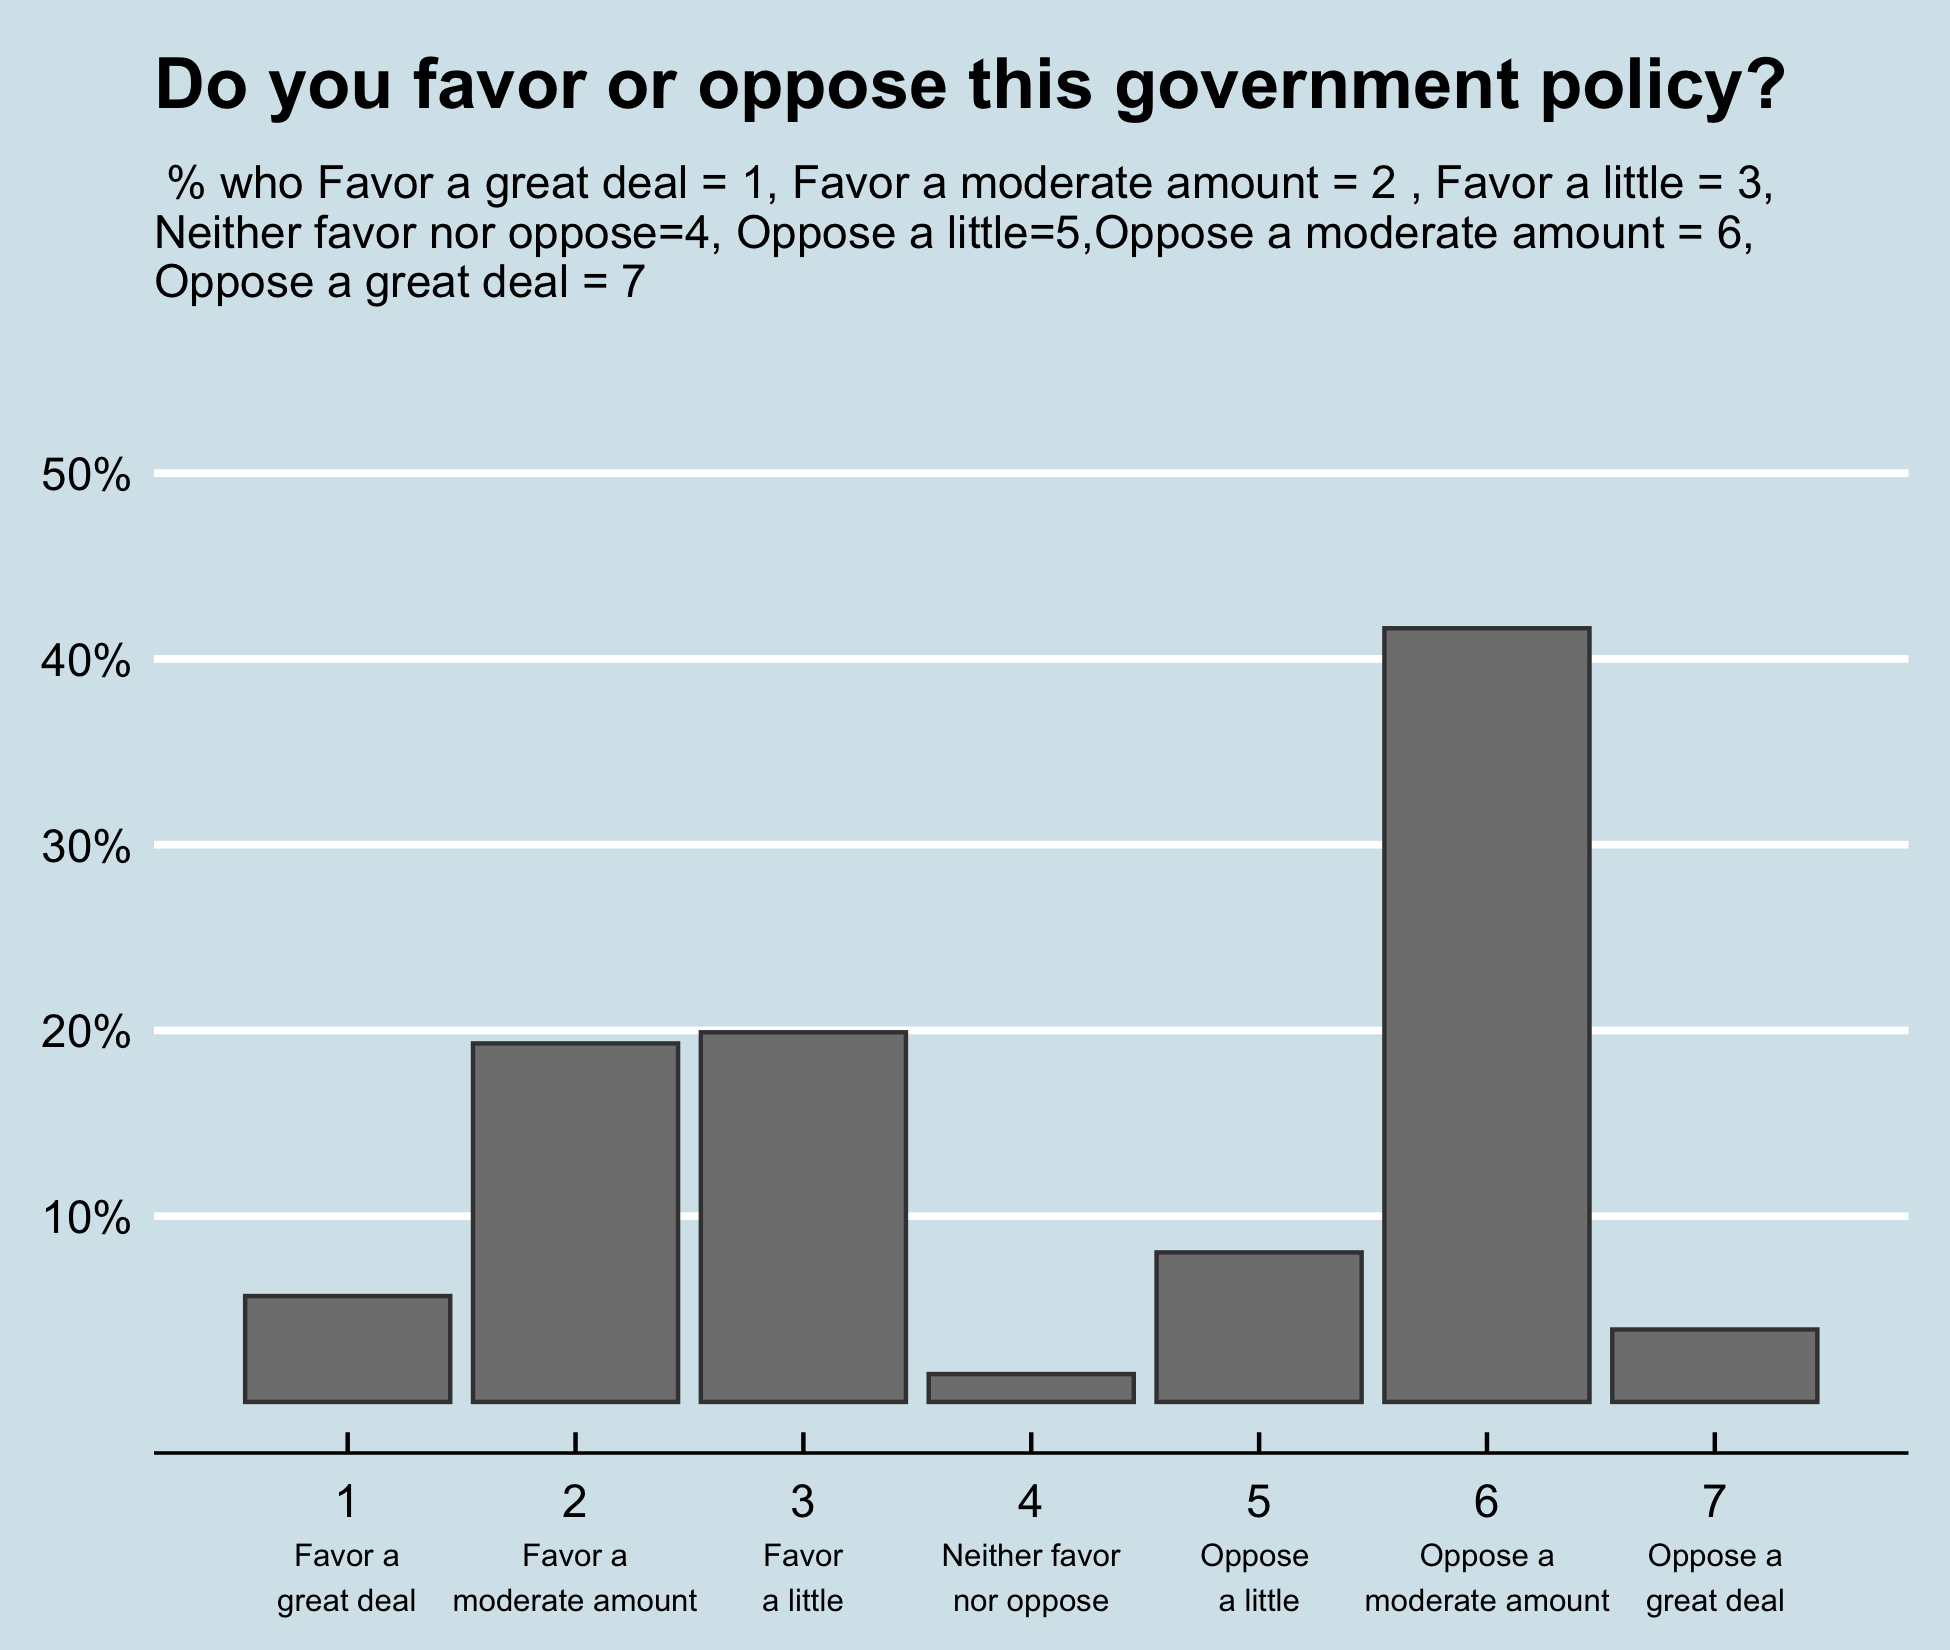 Do you favor or oppose this government policy?
% who Favor a great deal = 1, Favor a moderate amount = 2 , Favor a little = 3,
Neither favor nor oppose=4, Oppose a little=5,Oppose a moderate amount = 6,
Oppose a great deal = 7
50%
40%
30%
20%
10%
1 2 3 4 5 6 7
Favor a Favor a Favor Neither favor Oppose Oppose a Oppose a
great deal moderate amount a little nor oppose a little moderate amount great deal